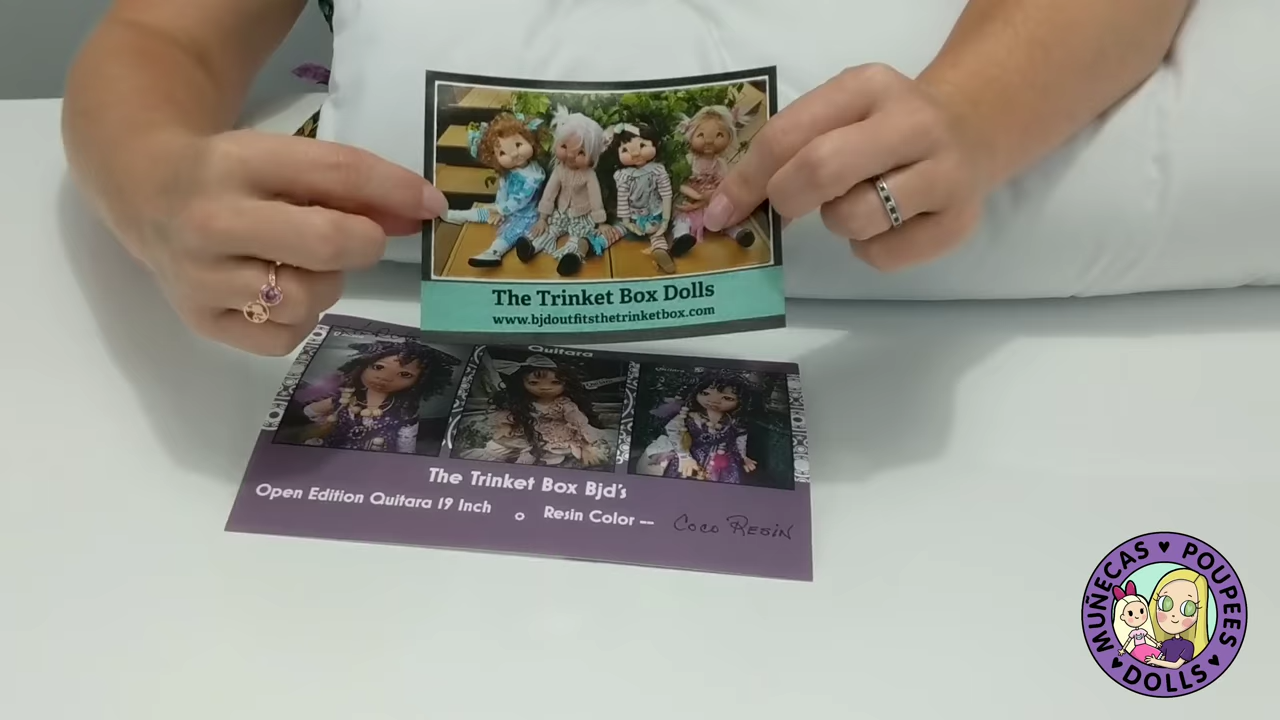 The Trinket Box Dolls
www.bjdoutfitsthetrinketbox.com
Quitara
Quitara
The Trinket Box Bjd's
Open Edition Quitara 19 Inch o Resin Color -- Coco Resin
MUÑECAS ♥ POUPEES ♥ DOLLS ♥